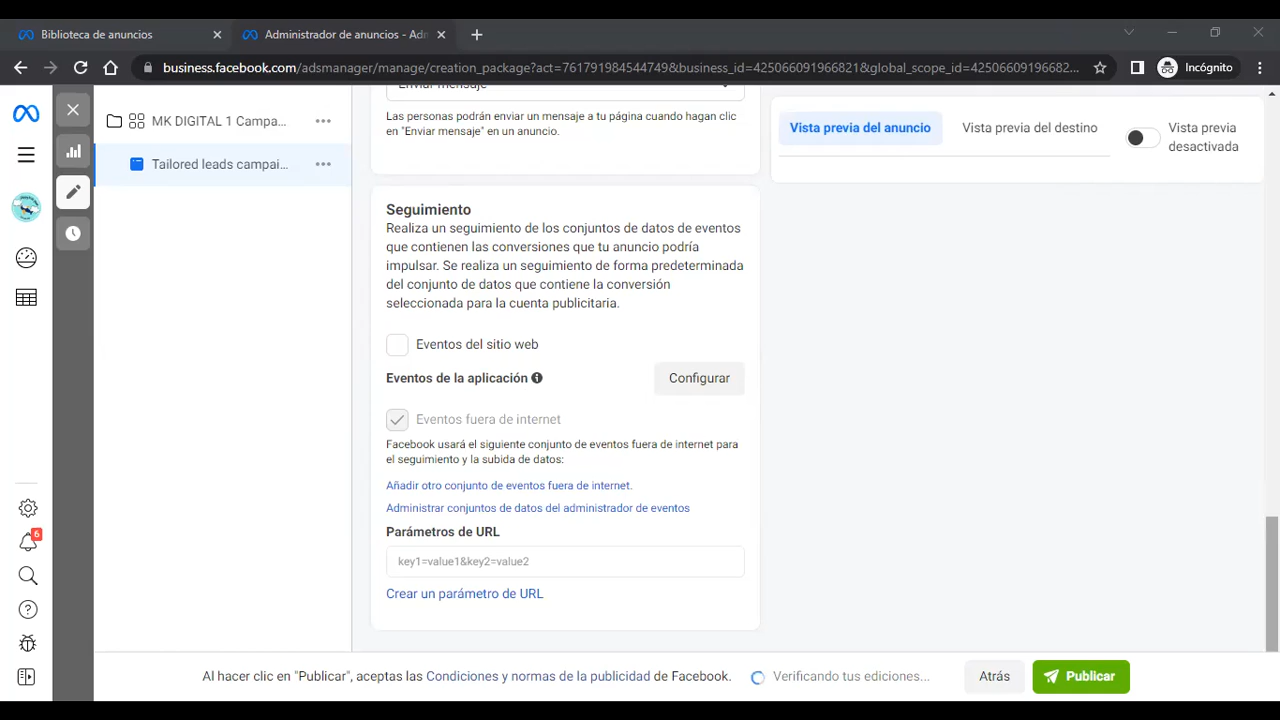 Biblioteca de anuncios
Administrador de anuncios - Adm
business.facebook.com/adsmanager/manage/creation_package?act=761791984544749&business_id=425066091966821&global_scope_id=42506609196682...
Incógnito
MK DIGITAL 1 Campa...
Tailored leads campai...
Enviar mensaje
Las personas podrán enviar un mensaje a tu página cuando hagan clic
en "Enviar mensaje" en un anuncio.
Seguimiento
Realiza un seguimiento de los conjuntos de datos de eventos
que contienen las conversiones que tu anuncio podría
impulsar. Se realiza un seguimiento de forma predeterminada
del conjunto de datos que contiene la conversión
seleccionada para la cuenta publicitaria.
Eventos del sitio web
Eventos de la aplicación
Configurar
Eventos fuera de internet
Facebook usará el siguiente conjunto de eventos fuera de internet para
el seguimiento y la subida de datos:
Añadir otro conjunto de eventos fuera de internet.
Administrar conjuntos de datos del administrador de eventos
Parámetros de URL
key1=value1&key2=value2
Crear un parámetro de URL
Vista previa del anuncio
Vista previa del destino
Vista previa
desactivada
6
Al hacer clic en "Publicar", aceptas las Condiciones y normas de la publicidad de Facebook.
Verificando tus ediciones...
Atrás
Publicar